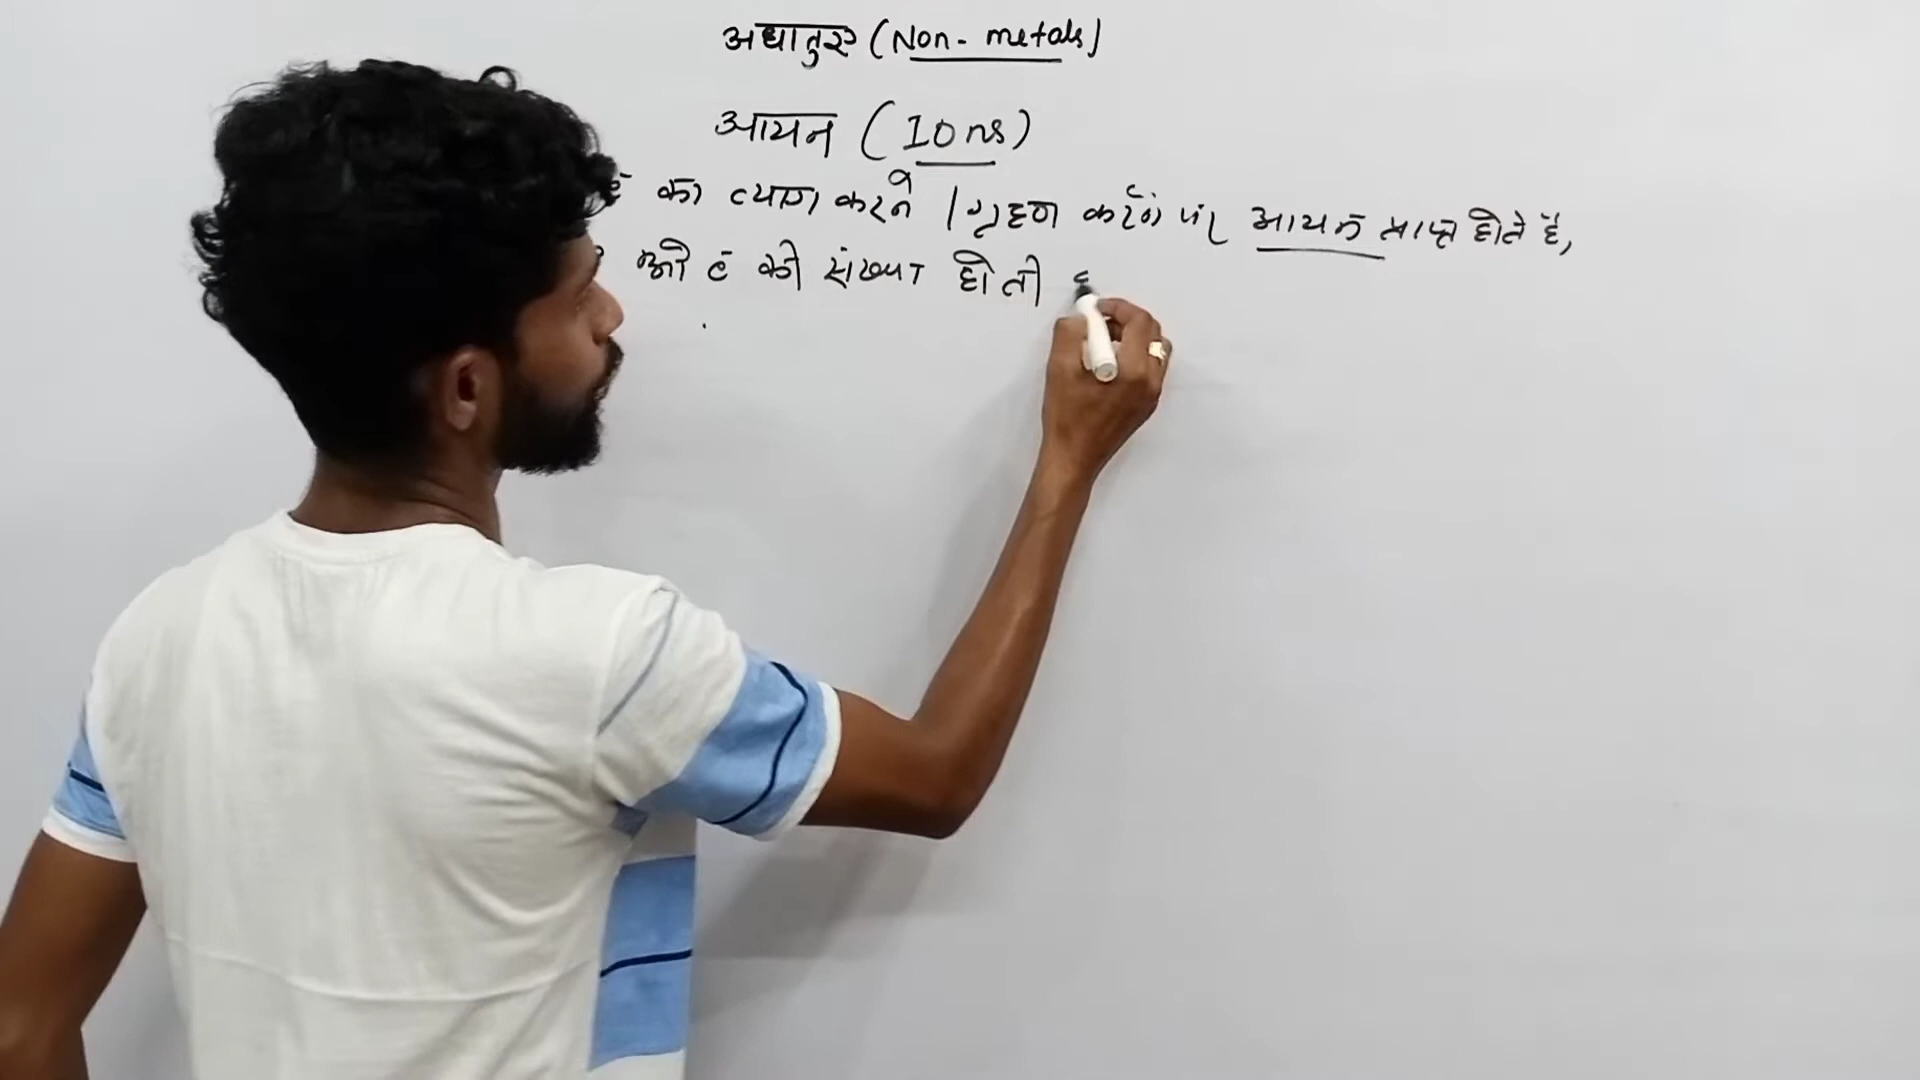 अधातुए (Non-metals)
आयन (Ions)
का त्याग करने / ग्रहण करने पर आयन प्राप्त होते हैं,
की संख्या होती